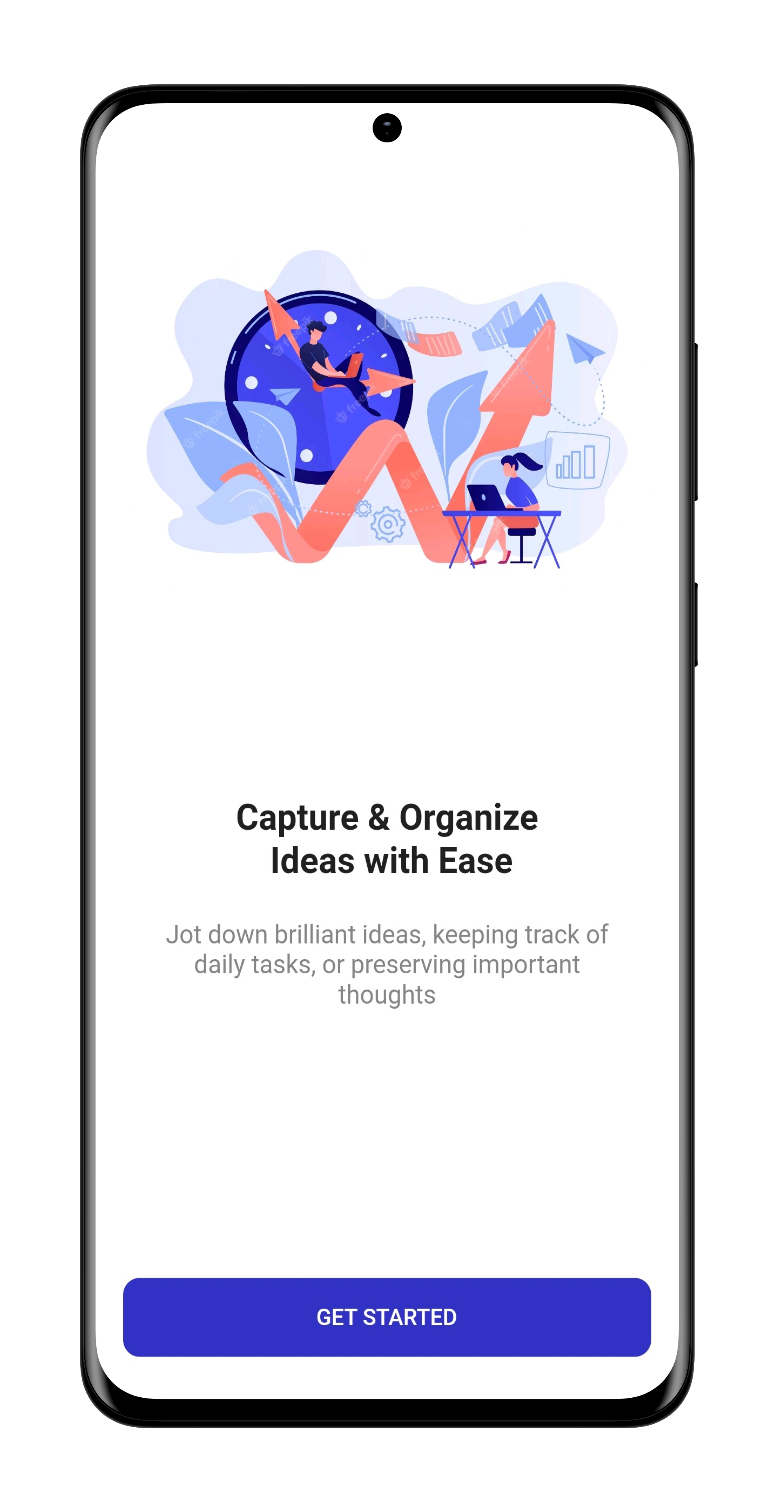 Capture & Organize
Ideas with Ease
Jot down brilliant ideas, keeping track of
daily tasks, or preserving important
thoughts
GET STARTED